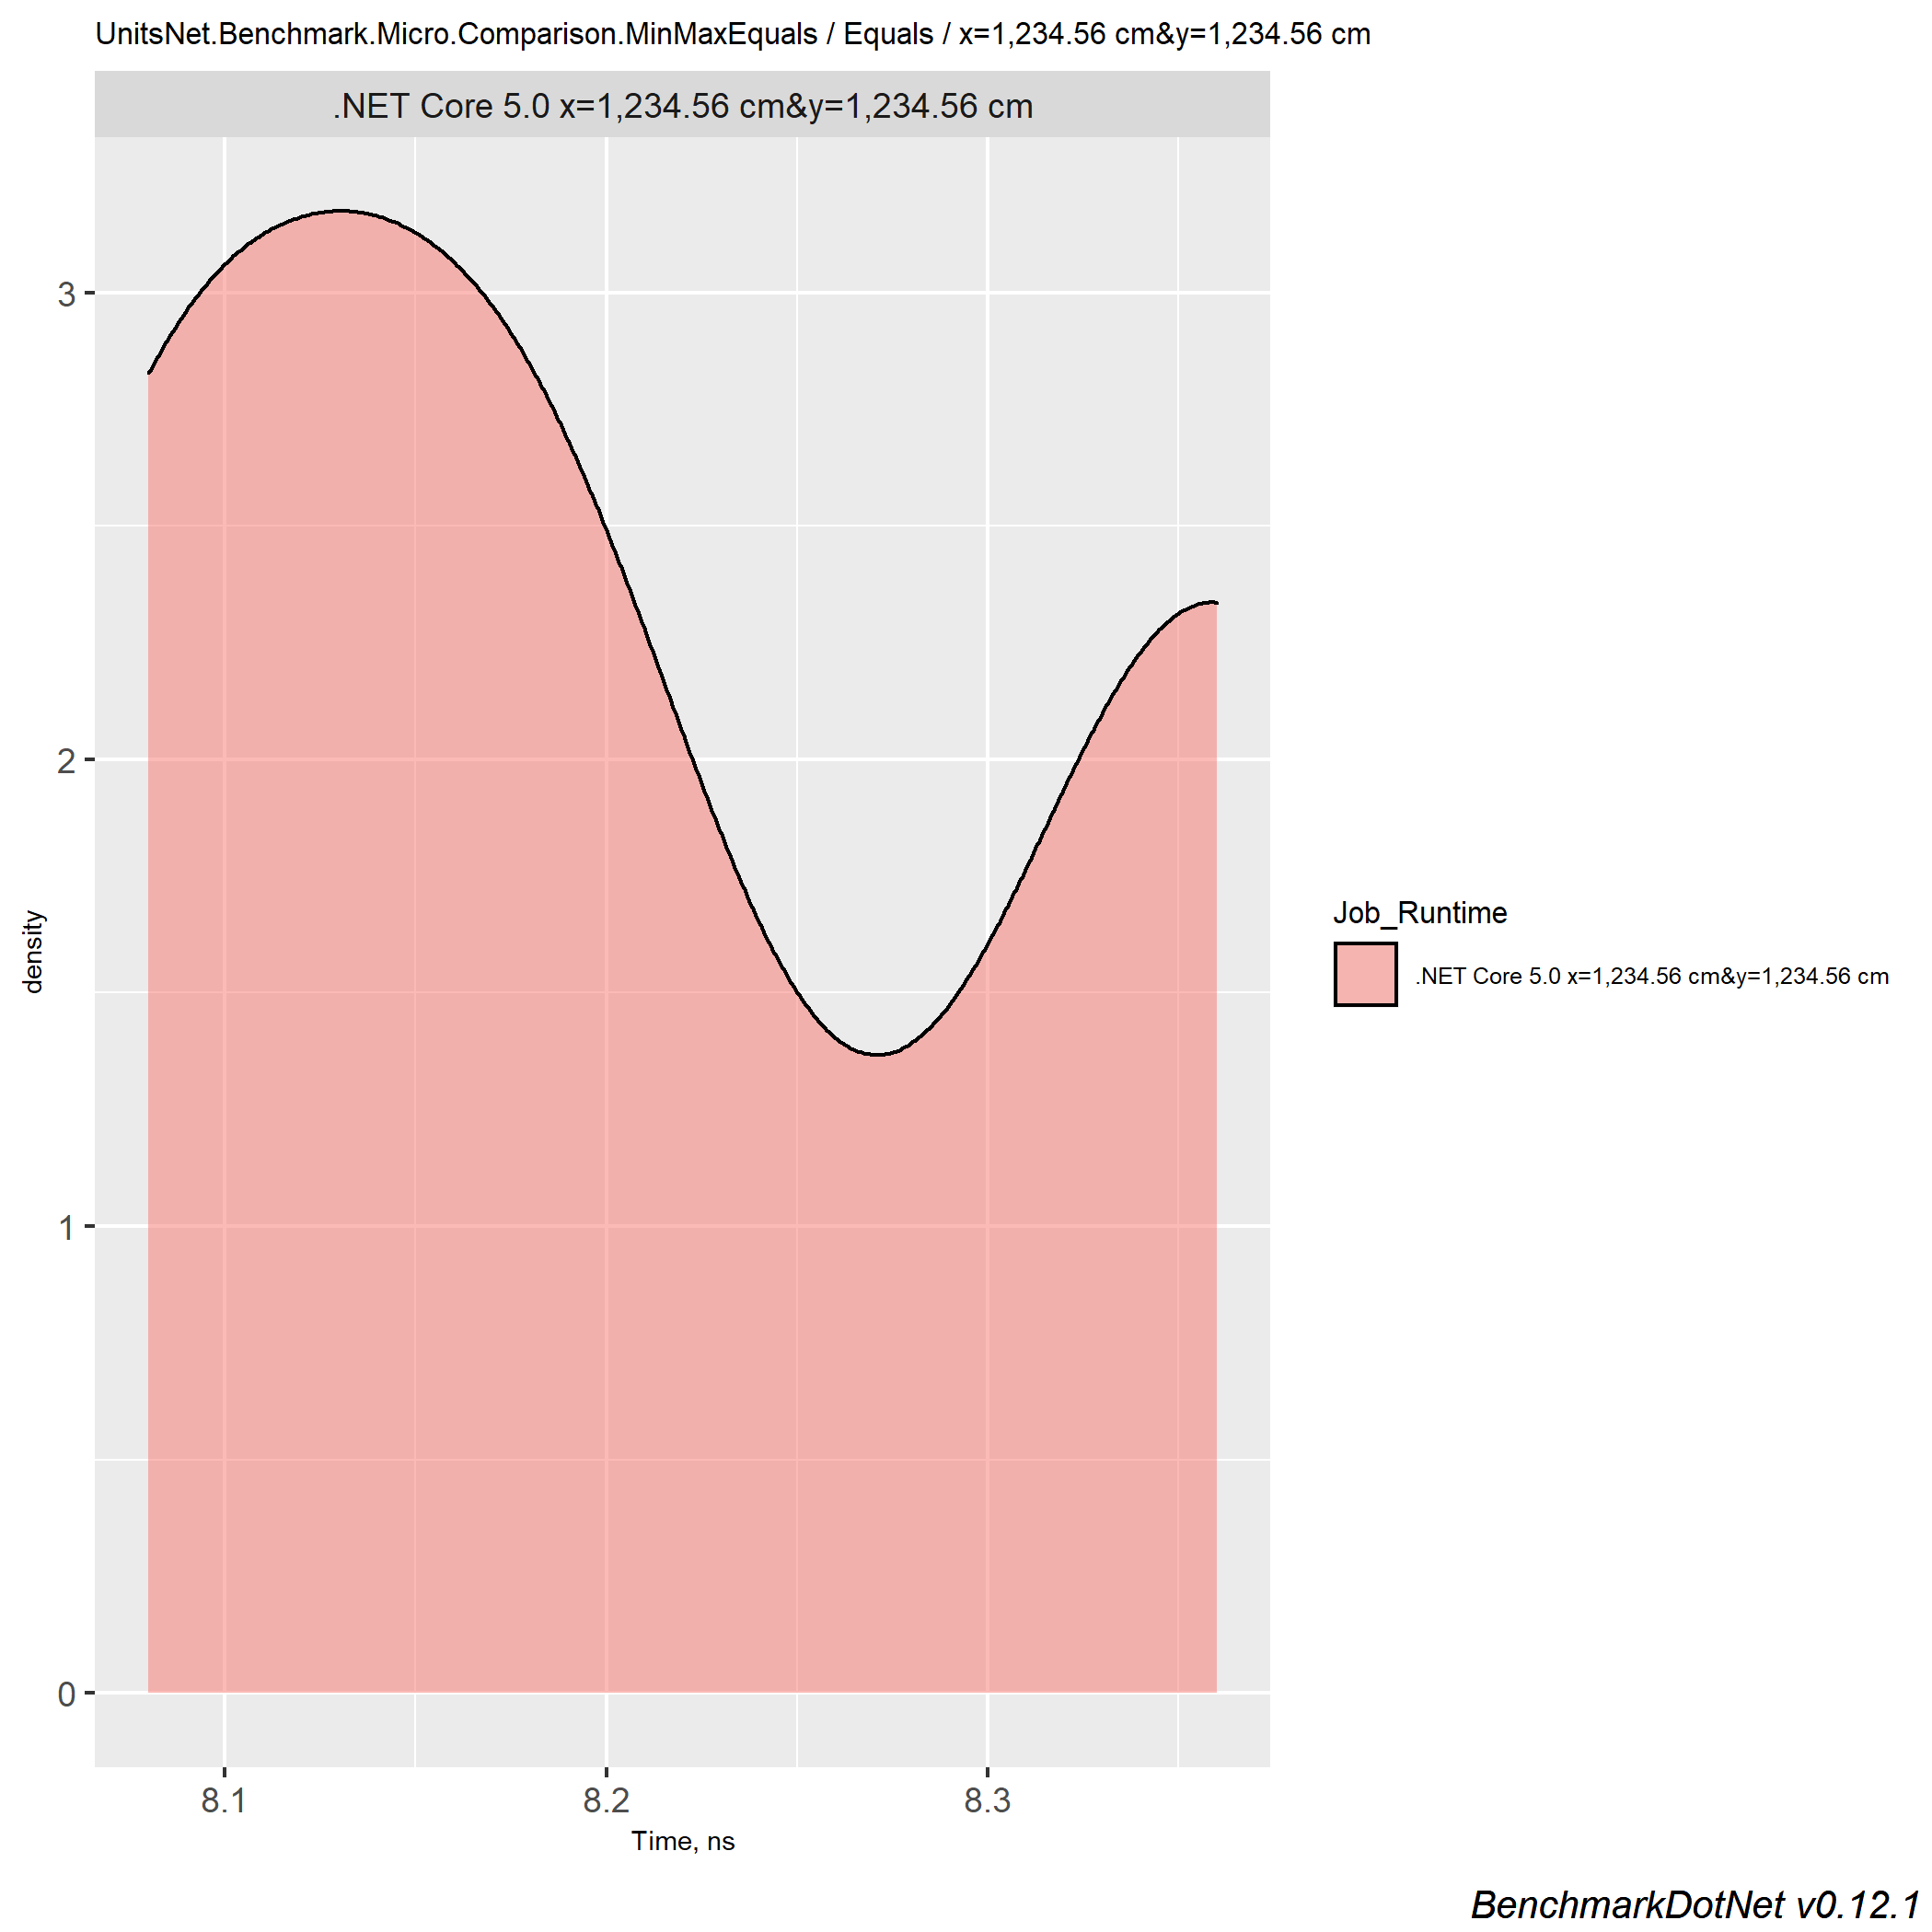 UnitsNet.Benchmark.Micro.Comparison.MinMaxEquals / Equals / x=1,234.56 cm&y=1,234.56 cm
.NET Core 5.0 x=1,234.56 cm&y=1,234.56 cm
3
2
1
0
density
8.1
8.2
8.3
Time, ns
Job_Runtime
.NET Core 5.0 x=1,234.56 cm&y=1,234.56 cm
BenchmarkDotNet v0.12.1